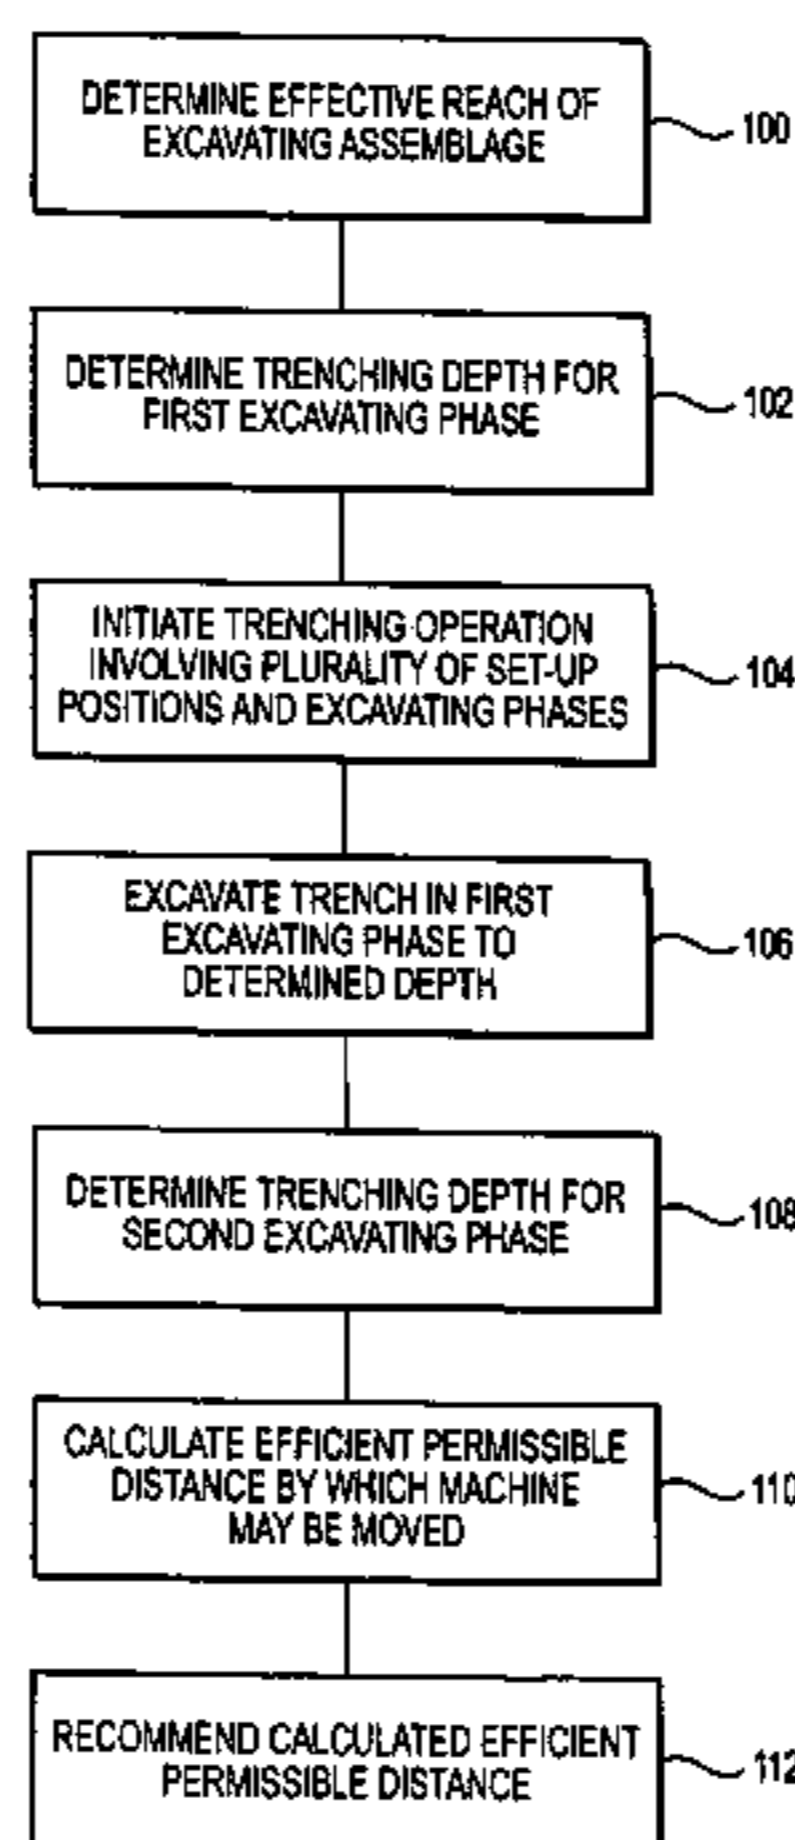 DETERMINE EFFECTIVE REACH OF
EXCAVATING ASSEMBLAGE
100
DETERMINE TRENCHING DEPTH FOR
FIRST EXCAVATING PHASE
102
INITIATE TRENCHING OPERATION
INVOLVING PLURALITY OF SET-UP
POSITIONS AND EXCAVATING PHASES
104
EXCAVATE TRENCH IN FIRST
EXCAVATING PHASE TO
DETERMINED DEPTH
106
DETERMINE TRENCHING DEPTH FOR
SECOND EXCAVATING PHASE
108
CALCULATE EFFICIENT PERMISSIBLE
DISTANCE BY WHICH MACHINE
MAY BE MOVED
110
RECOMMEND CALCULATED EFFICIENT
PERMISSIBLE DISTANCE
112